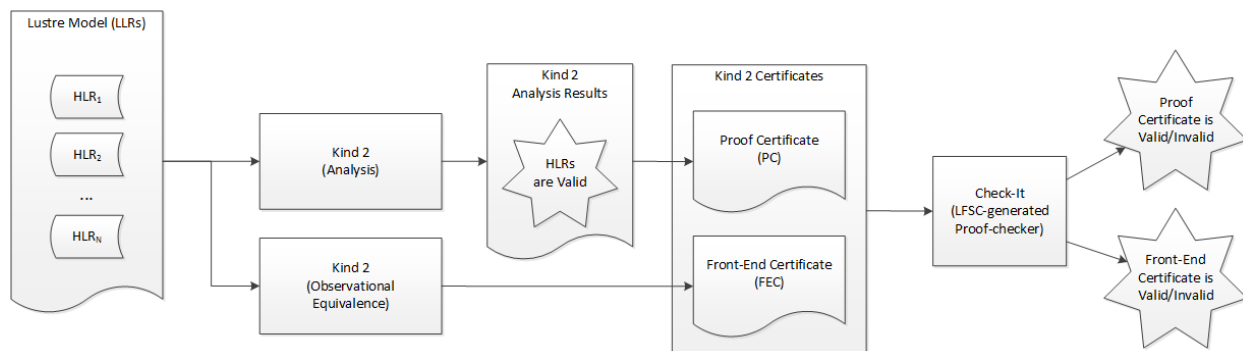 Lustre Model (LLRs)
HLR₁
HLR₂
...
HLR_N
Kind 2
(Analysis)
Kind 2
(Observational
Equivalence)
Kind 2
Analysis Results
HLRs
are Valid
Kind 2 Certificates
Proof Certificate
(PC)
Front-End Certificate
(FEC)
Check-It
(LFSC-generated
Proof-checker)
Proof
Certificate is
Valid/Invalid
Front-End
Certificate is
Valid/Invalid